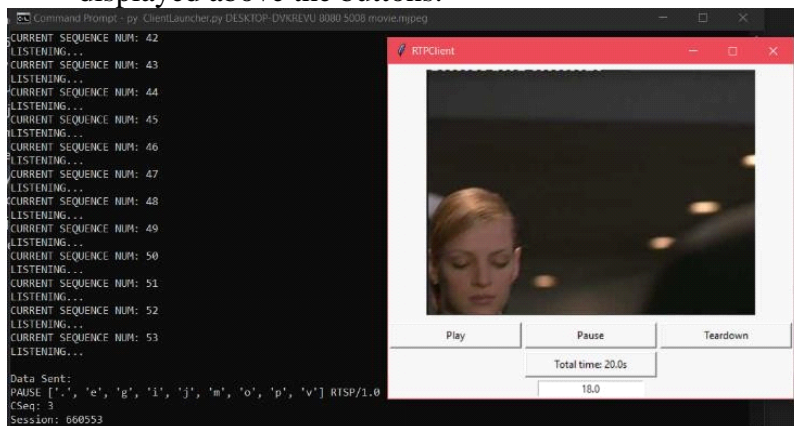 displayed above the buttons.
Command Prompt - py ClientLauncher.py DESKTOP-DVKREVU 8080 5008 movie.mjpeg
CURRENT SEQUENCE NUM: 42
LISTENING...
CURRENT SEQUENCE NUM: 43
LISTENING...
CURRENT SEQUENCE NUM: 44
LISTENING...
CURRENT SEQUENCE NUM: 45
LISTENING...
CURRENT SEQUENCE NUM: 46
LISTENING...
CURRENT SEQUENCE NUM: 47
LISTENING...
CURRENT SEQUENCE NUM: 48
LISTENING...
CURRENT SEQUENCE NUM: 49
LISTENING...
CURRENT SEQUENCE NUM: 50
LISTENING...
CURRENT SEQUENCE NUM: 51
LISTENING...
CURRENT SEQUENCE NUM: 52
LISTENING...
CURRENT SEQUENCE NUM: 53
LISTENING...
Data Sent:
PAUSE ['.', 'e', 'g', 'i', 'j', 'm', 'o', 'p', 'v'] RTSP/1.0
CSeq: 3
Session: 660553
RTPClient
Play Pause Teardown
Total time: 20.0s
18.0